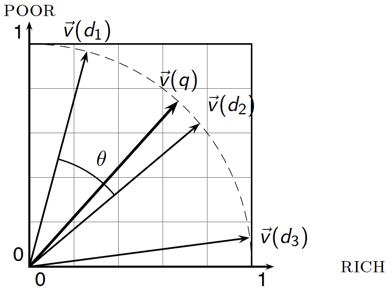 POOR
1
v⃗(d₁)
v⃗(q)
v⃗(d₂)
θ
v⃗(d₃)
0
0
1
RICH